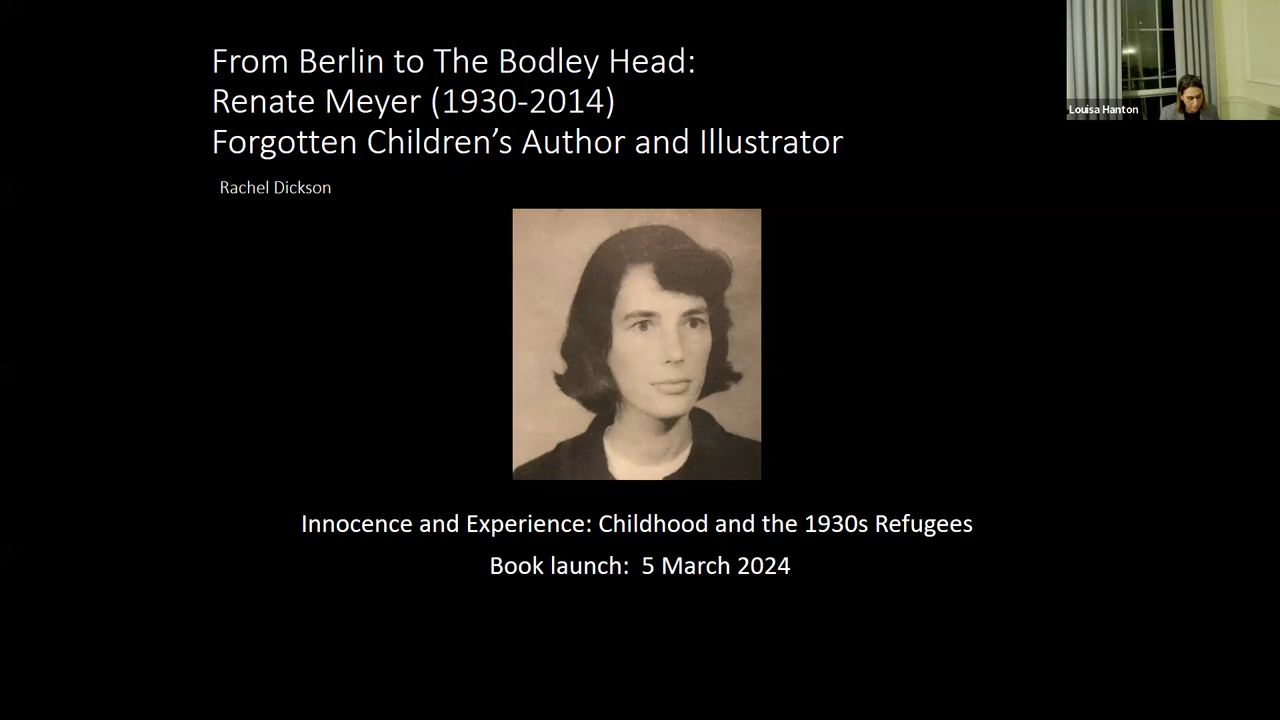 From Berlin to The Bodley Head:
Renate Meyer (1930-2014)
Forgotten Children’s Author and Illustrator
Rachel Dickson
Louisa Hanton
Innocence and Experience: Childhood and the 1930s Refugees
Book launch:  5 March 2024